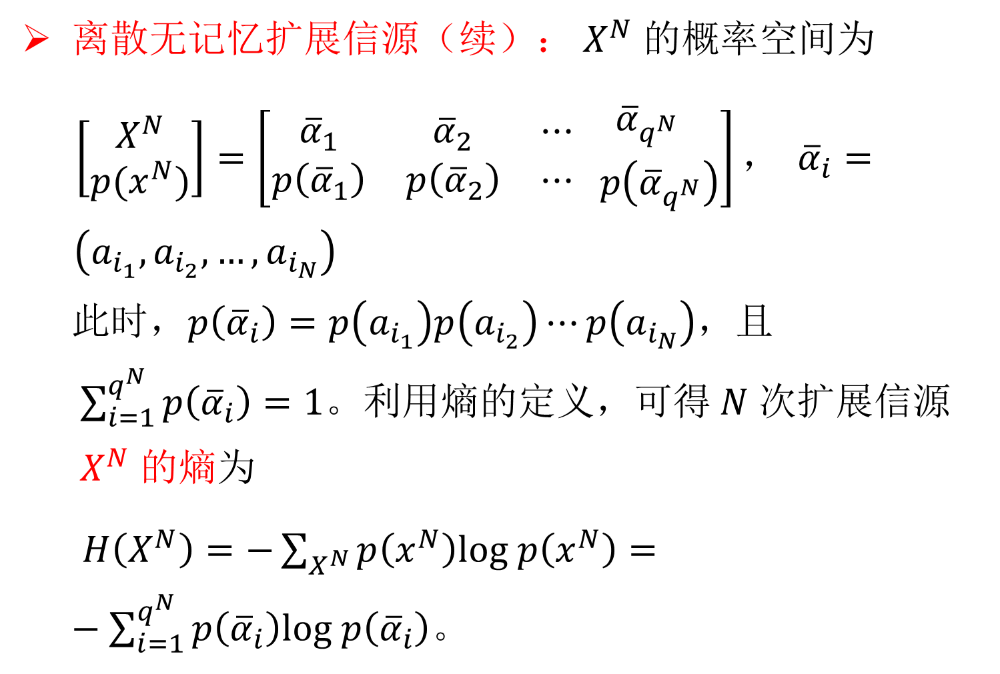 ➢ 离散无记忆扩展信源（续）： $X^N$ 的概率空间为
$\begin{bmatrix} X^N \\ p(x^N) \end{bmatrix} = \begin{bmatrix} \bar{\alpha}_1 & \bar{\alpha}_2 & \cdots & \bar{\alpha}_{q^N} \\ p(\bar{\alpha}_1) & p(\bar{\alpha}_2) & \cdots & p(\bar{\alpha}_{q^N}) \end{bmatrix}$， $\bar{\alpha}_i =$
$(a_{i_1}, a_{i_2}, \ldots, a_{i_N})$
此时，$p(\bar{\alpha}_i) = p(a_{i_1})p(a_{i_2}) \cdots p(a_{i_N})$，且
$\sum_{i=1}^{q^N} p(\bar{\alpha}_i) = 1$。利用熵的定义，可得 $N$ 次扩展信源
$X^N$ 的熵为
$H(X^N) = -\sum_{X^N} p(x^N) \log p(x^N) =$
$-\sum_{i=1}^{q^N} p(\bar{\alpha}_i) \log p(\bar{\alpha}_i)$。